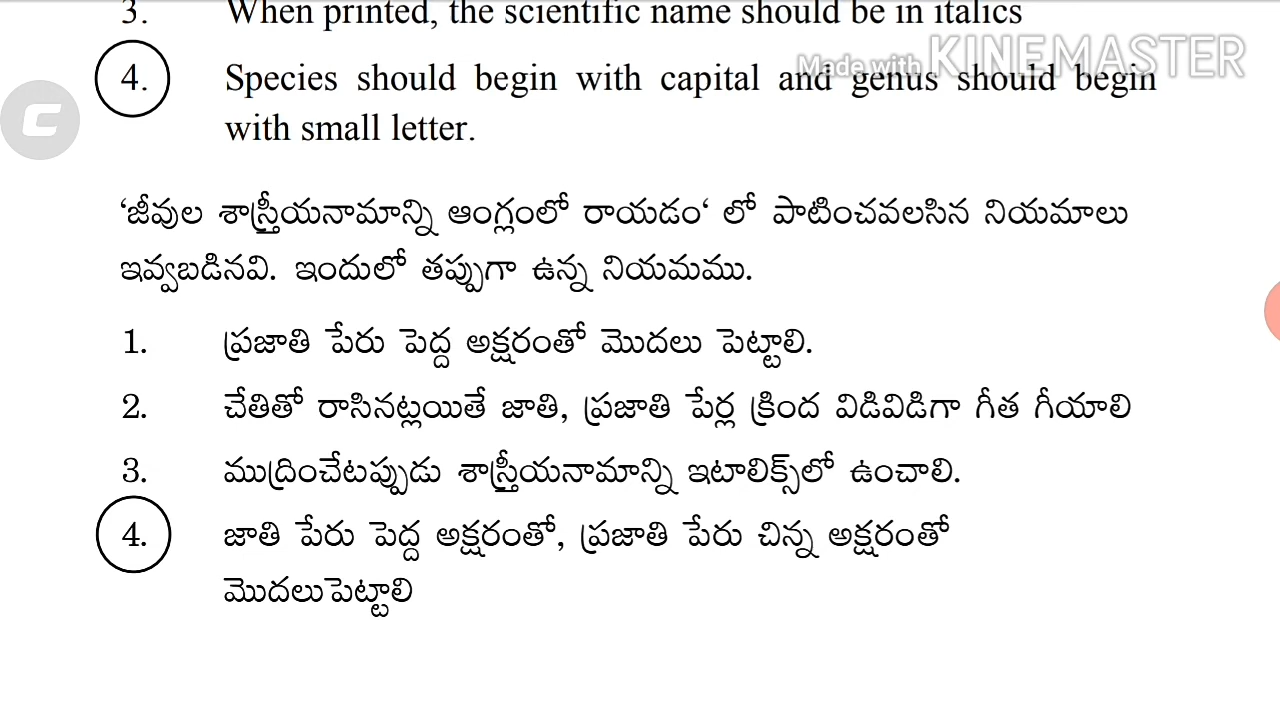 3. When printed, the scientific name should be in italics
Made with KINEMASTER
4. Species should begin with capital and genus should begin
with small letter.
‘జీవుల శాస్త్రీయనామాన్ని ఆంగ్లంలో రాయడం‘ లో పాటించవలసిన నియమాలు
ఇవ్వబడినవి. ఇందులో తప్పుగా ఉన్న నియమము.
1. ప్రజాతి పేరు పెద్ద అక్షరంతో మొదలు పెట్టాలి.
2. చేతితో రాసినట్లయితే జాతి, ప్రజాతి పేర్ల క్రింద విడివిడిగా గీత గీయాలి
3. ముద్రించేటప్పుడు శాస్త్రీయనామాన్ని ఇటాలిక్స్‌లో ఉంచాలి.
4. జాతి పేరు పెద్ద అక్షరంతో, ప్రజాతి పేరు చిన్న అక్షరంతో
మొదలుపెట్టాలి